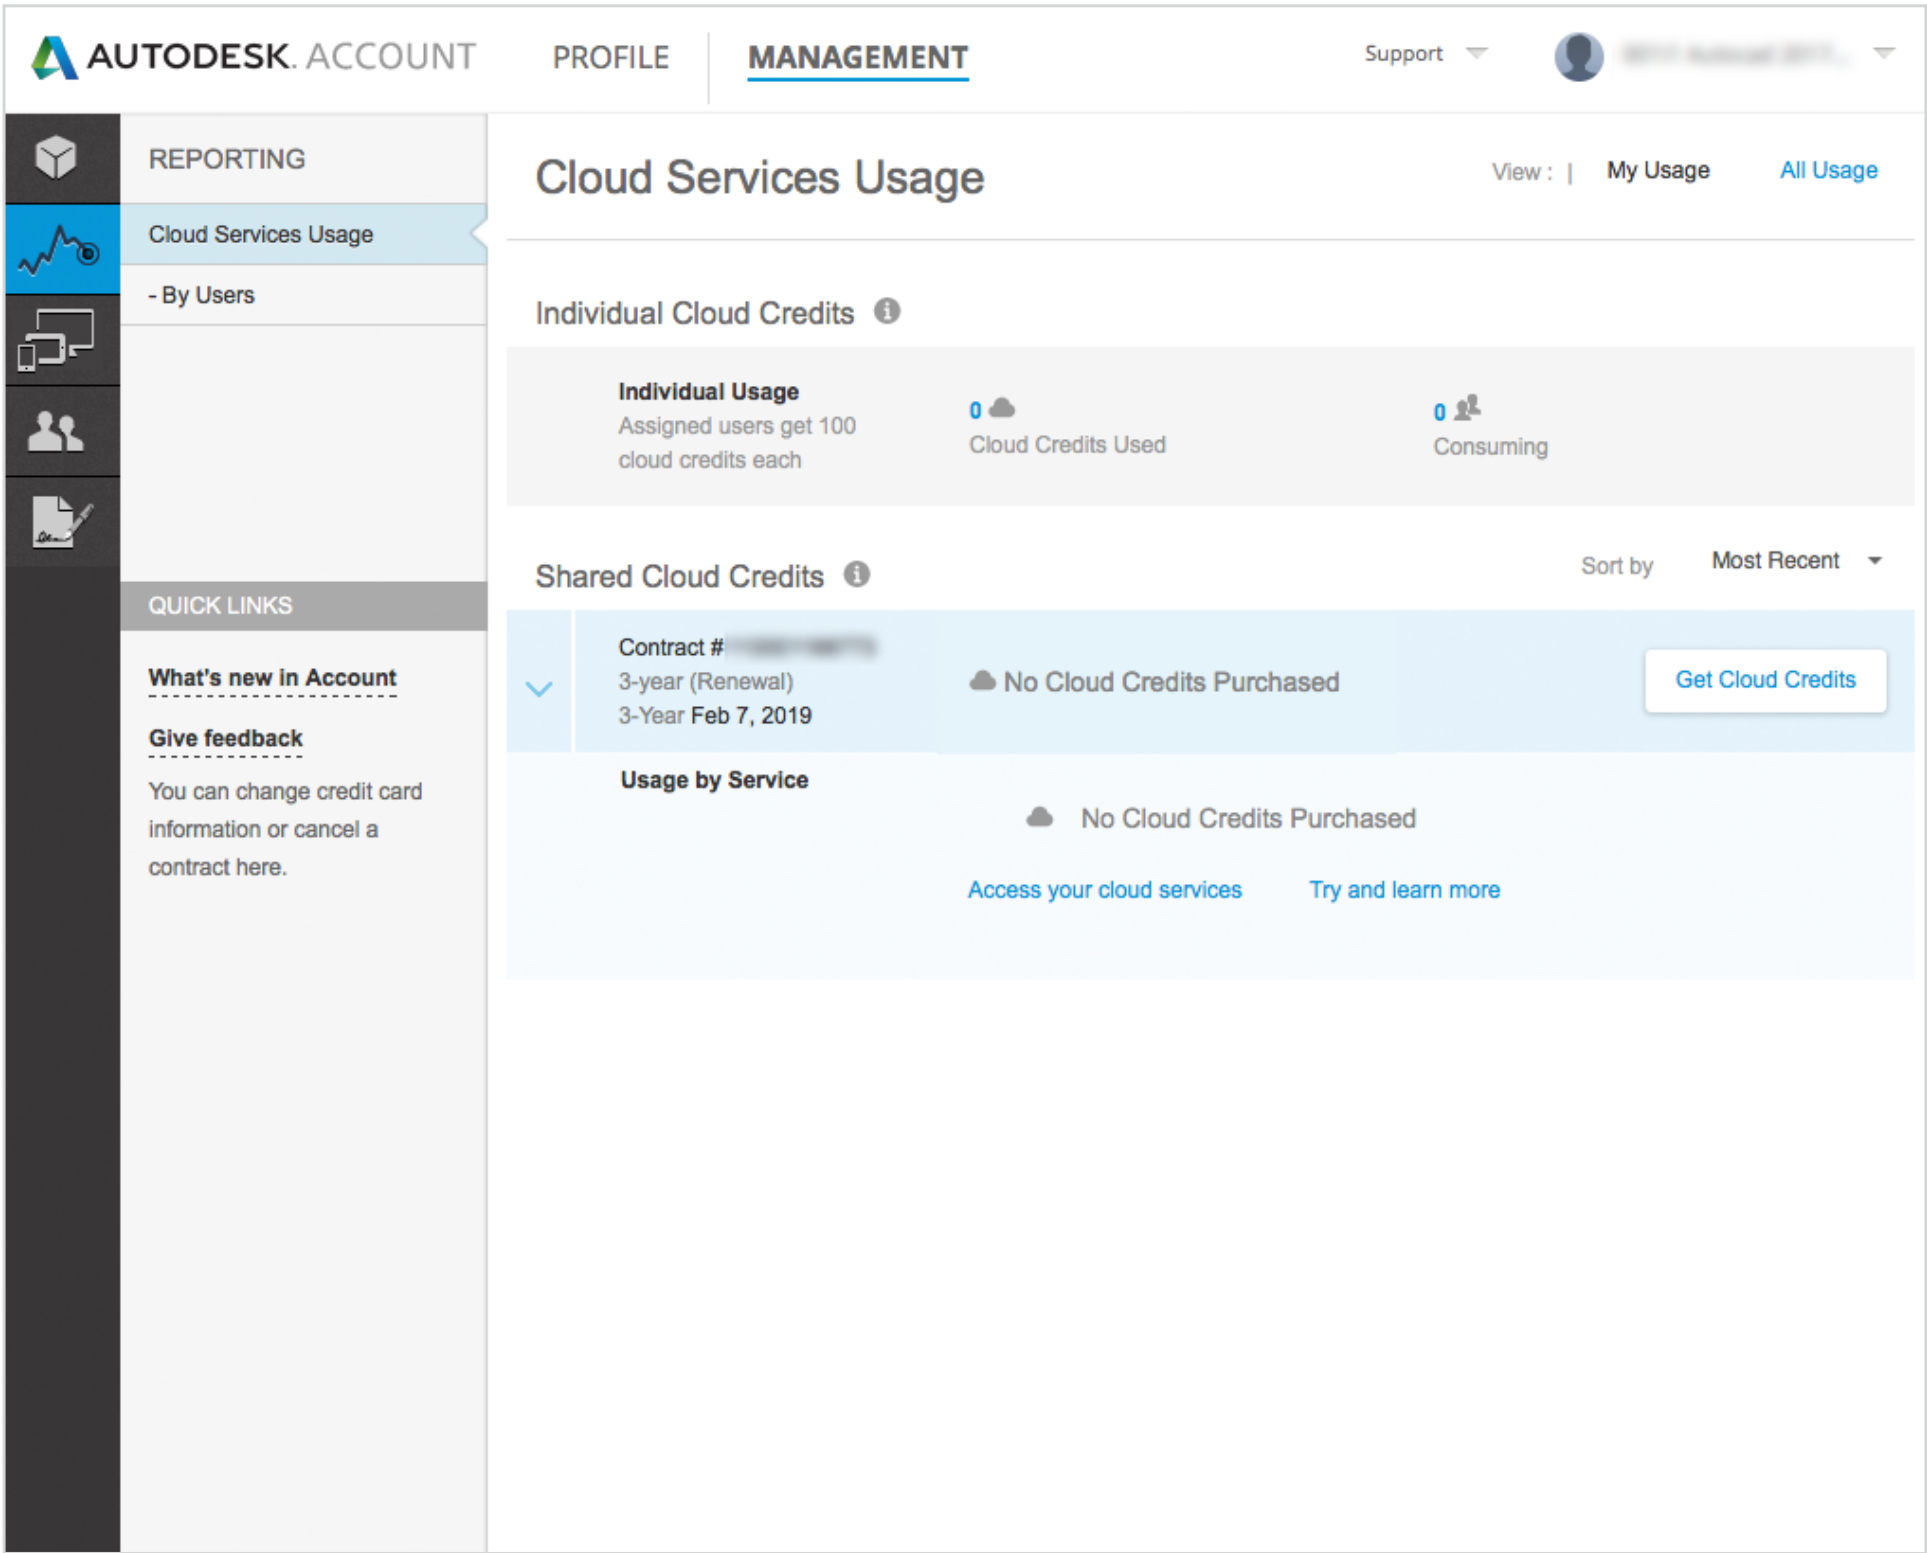 AUTODESK. ACCOUNT
PROFILE
MANAGEMENT
Support
REPORTING
Cloud Services Usage
- By Users
QUICK LINKS
What's new in Account
Give feedback
You can change credit card
information or cancel a
contract here.
Cloud Services Usage
View : |
My Usage
All Usage
Individual Cloud Credits
Individual Usage
Assigned users get 100
cloud credits each
0
Cloud Credits Used
0
Consuming
Shared Cloud Credits
Sort by
Most Recent
Contract #
3-year (Renewal)
3-Year Feb 7, 2019
No Cloud Credits Purchased
Get Cloud Credits
Usage by Service
No Cloud Credits Purchased
Access your cloud services
Try and learn more